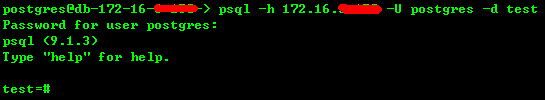 postgres@db-172-16- -> psql -h 172.16. -U postgres -d test
Password for user postgres:
psql (9.1.3)
Type "help" for help.
test=#